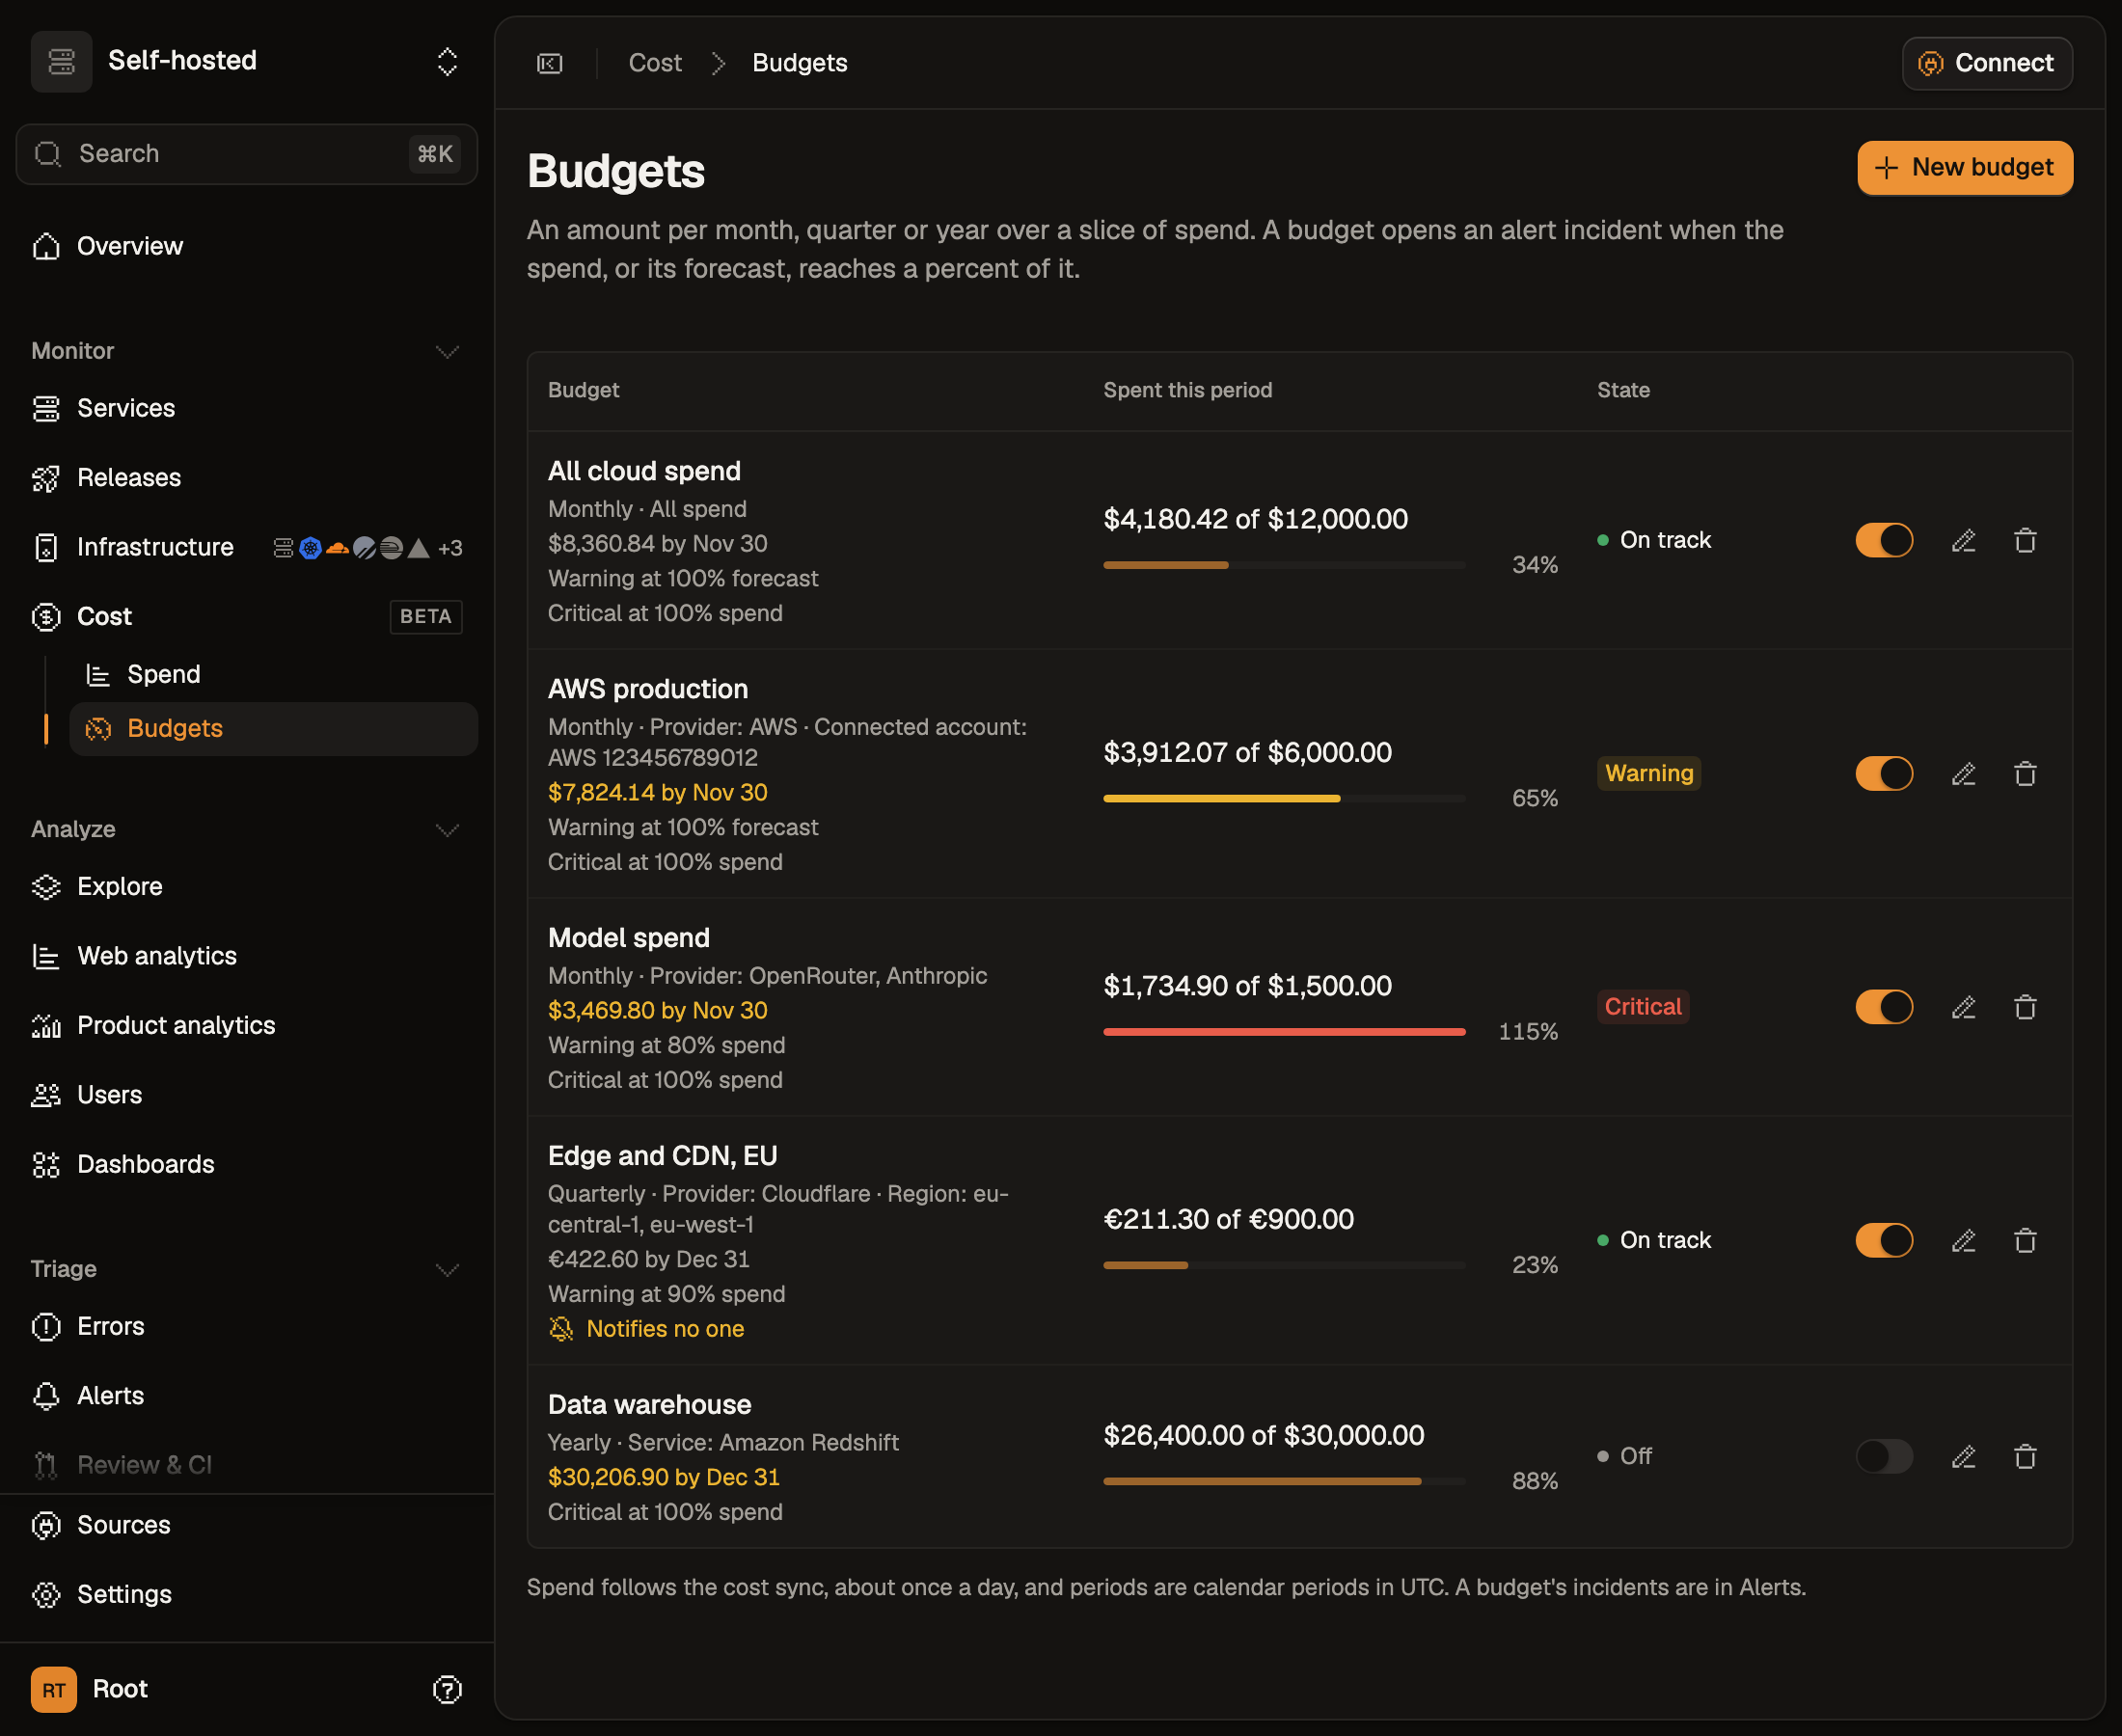 Self-hosted
Search
⌘K
Overview
Monitor
Services
Releases
Infrastructure
+3
Cost
BETA
Spend
Budgets
Analyze
Explore
Web analytics
Product analytics
Users
Dashboards
Triage
Errors
Alerts
Review & CI
Sources
Settings
RT
Root
Cost
Budgets
Connect
Budgets
New budget
An amount per month, quarter or year over a slice of spend. A budget opens an alert incident when the
spend, or its forecast, reaches a percent of it.
Budget
Spent this period
State
All cloud spend
Monthly · All spend
$8,360.84 by Nov 30
Warning at 100% forecast
Critical at 100% spend
$4,180.42 of $12,000.00
34%
On track
AWS production
Monthly · Provider: AWS · Connected account:
AWS 123456789012
$7,824.14 by Nov 30
Warning at 100% forecast
Critical at 100% spend
$3,912.07 of $6,000.00
65%
Warning
Model spend
Monthly · Provider: OpenRouter, Anthropic
$3,469.80 by Nov 30
Warning at 80% spend
Critical at 100% spend
$1,734.90 of $1,500.00
115%
Critical
Edge and CDN, EU
Quarterly · Provider: Cloudflare · Region: eu-
central-1, eu-west-1
€422.60 by Dec 31
Warning at 90% spend
Notifies no one
€211.30 of €900.00
23%
On track
Data warehouse
Yearly · Service: Amazon Redshift
$30,206.90 by Dec 31
Critical at 100% spend
$26,400.00 of $30,000.00
88%
Off
Spend follows the cost sync, about once a day, and periods are calendar periods in UTC. A budget's incidents are in Alerts.